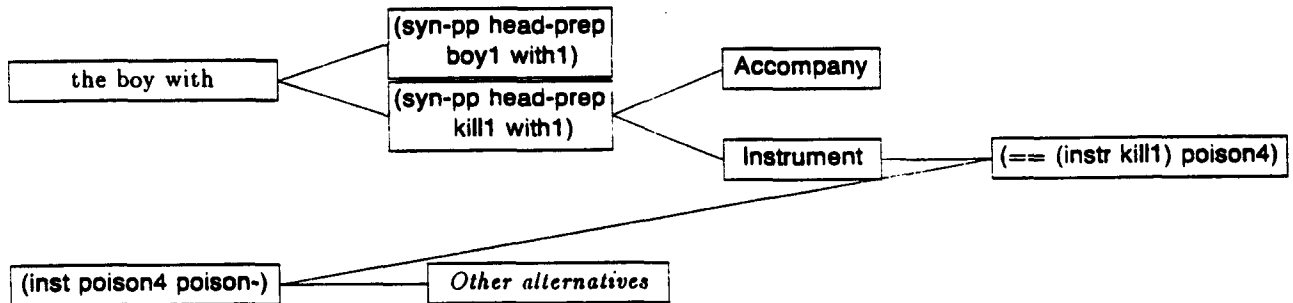 the boy with
(syn-pp head-prep
boy1 with1)
(syn-pp head-prep
kill1 with1)
Accompany
Instrument
(== (instr kill1) poison4)
(inst poison4 poison-)
Other alternatives